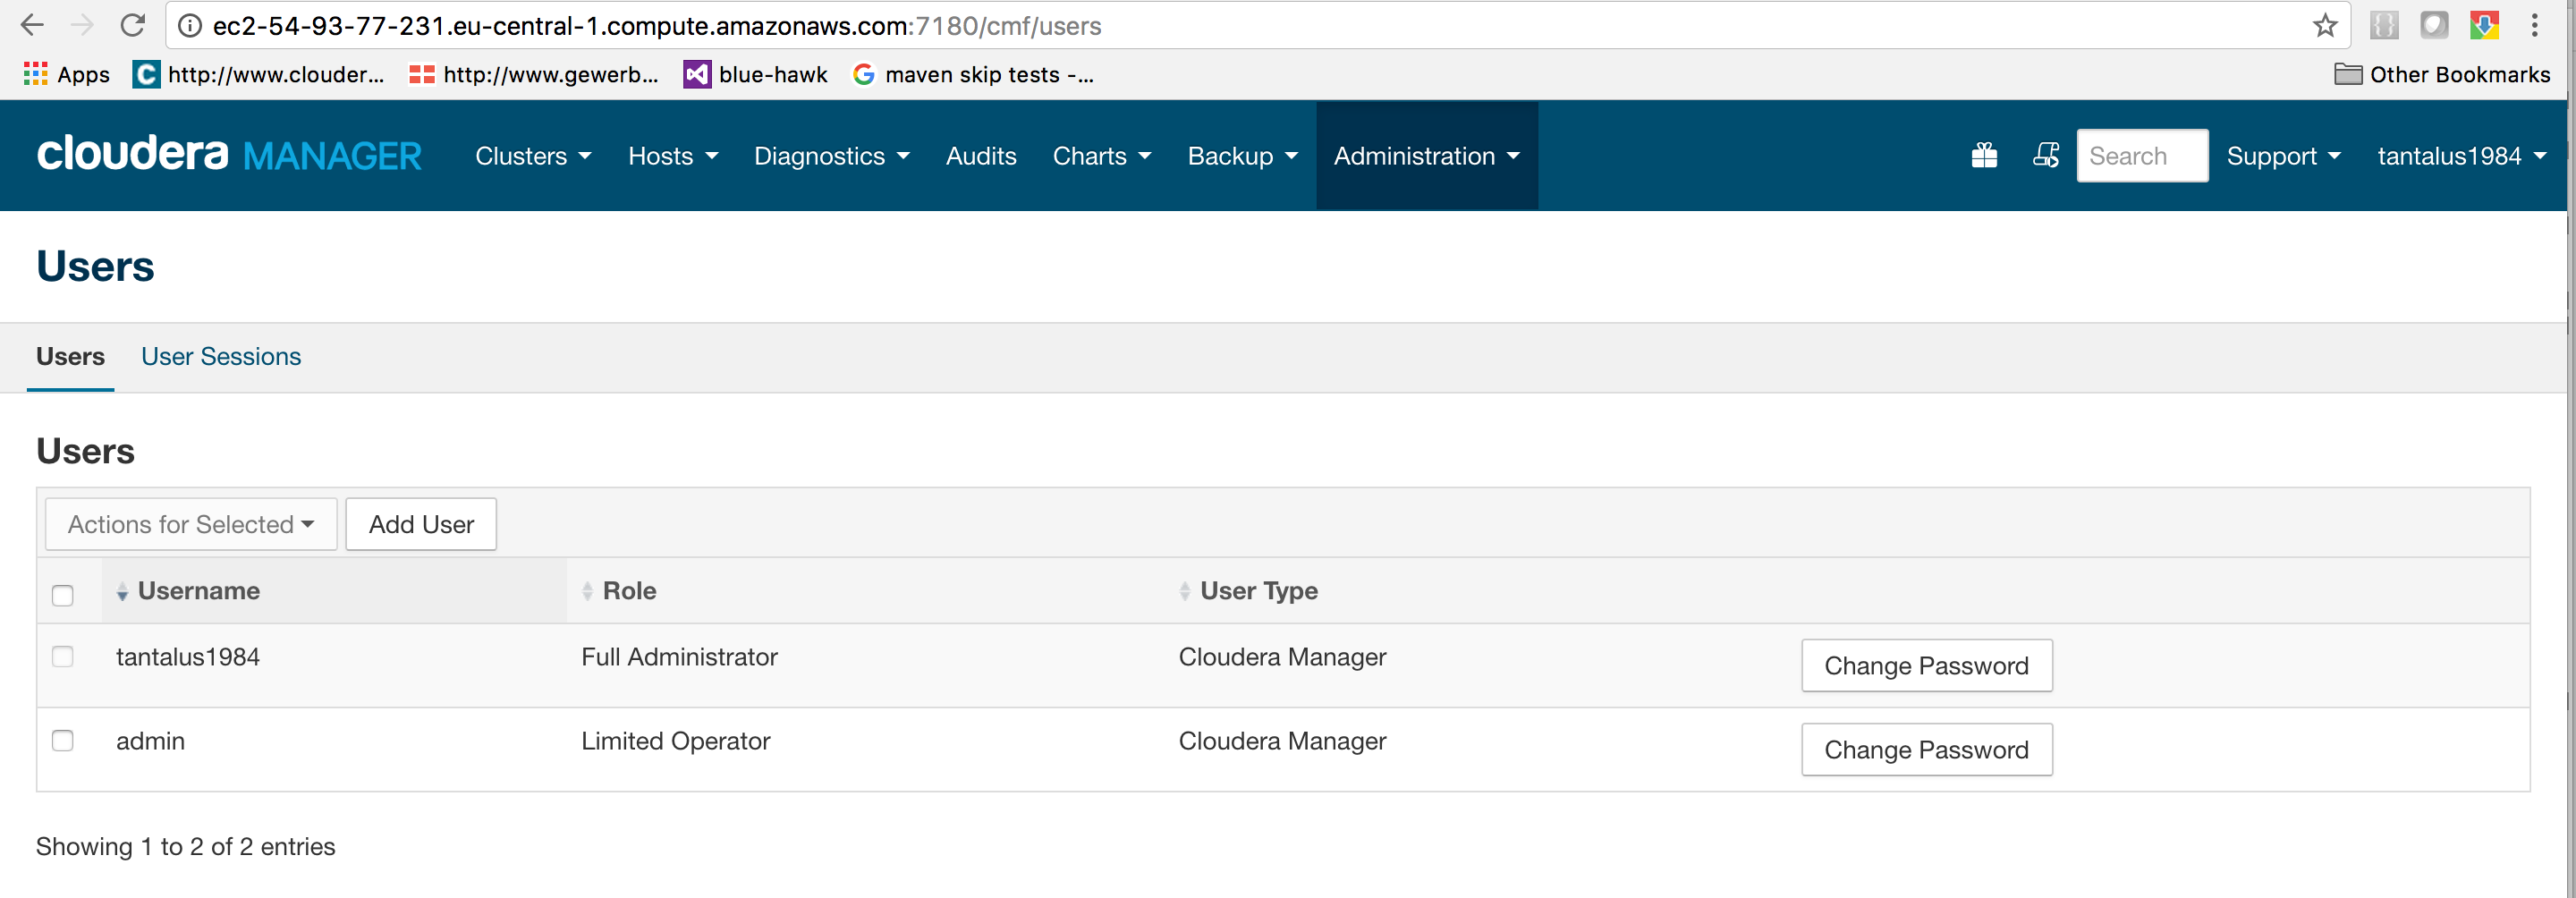 ec2-54-93-77-231.eu-central-1.compute.amazonaws.com:7180/cmf/users
Apps http://www.clouder... http://www.gewerb... blue-hawk maven skip tests -... Other Bookmarks
cloudera MANAGER Clusters Hosts Diagnostics Audits Charts Backup Administration Search Support tantalus1984
Users
Users User Sessions
Users
Actions for Selected Add User
Username Role User Type
tantalus1984 Full Administrator Cloudera Manager Change Password
admin Limited Operator Cloudera Manager Change Password
Showing 1 to 2 of 2 entries